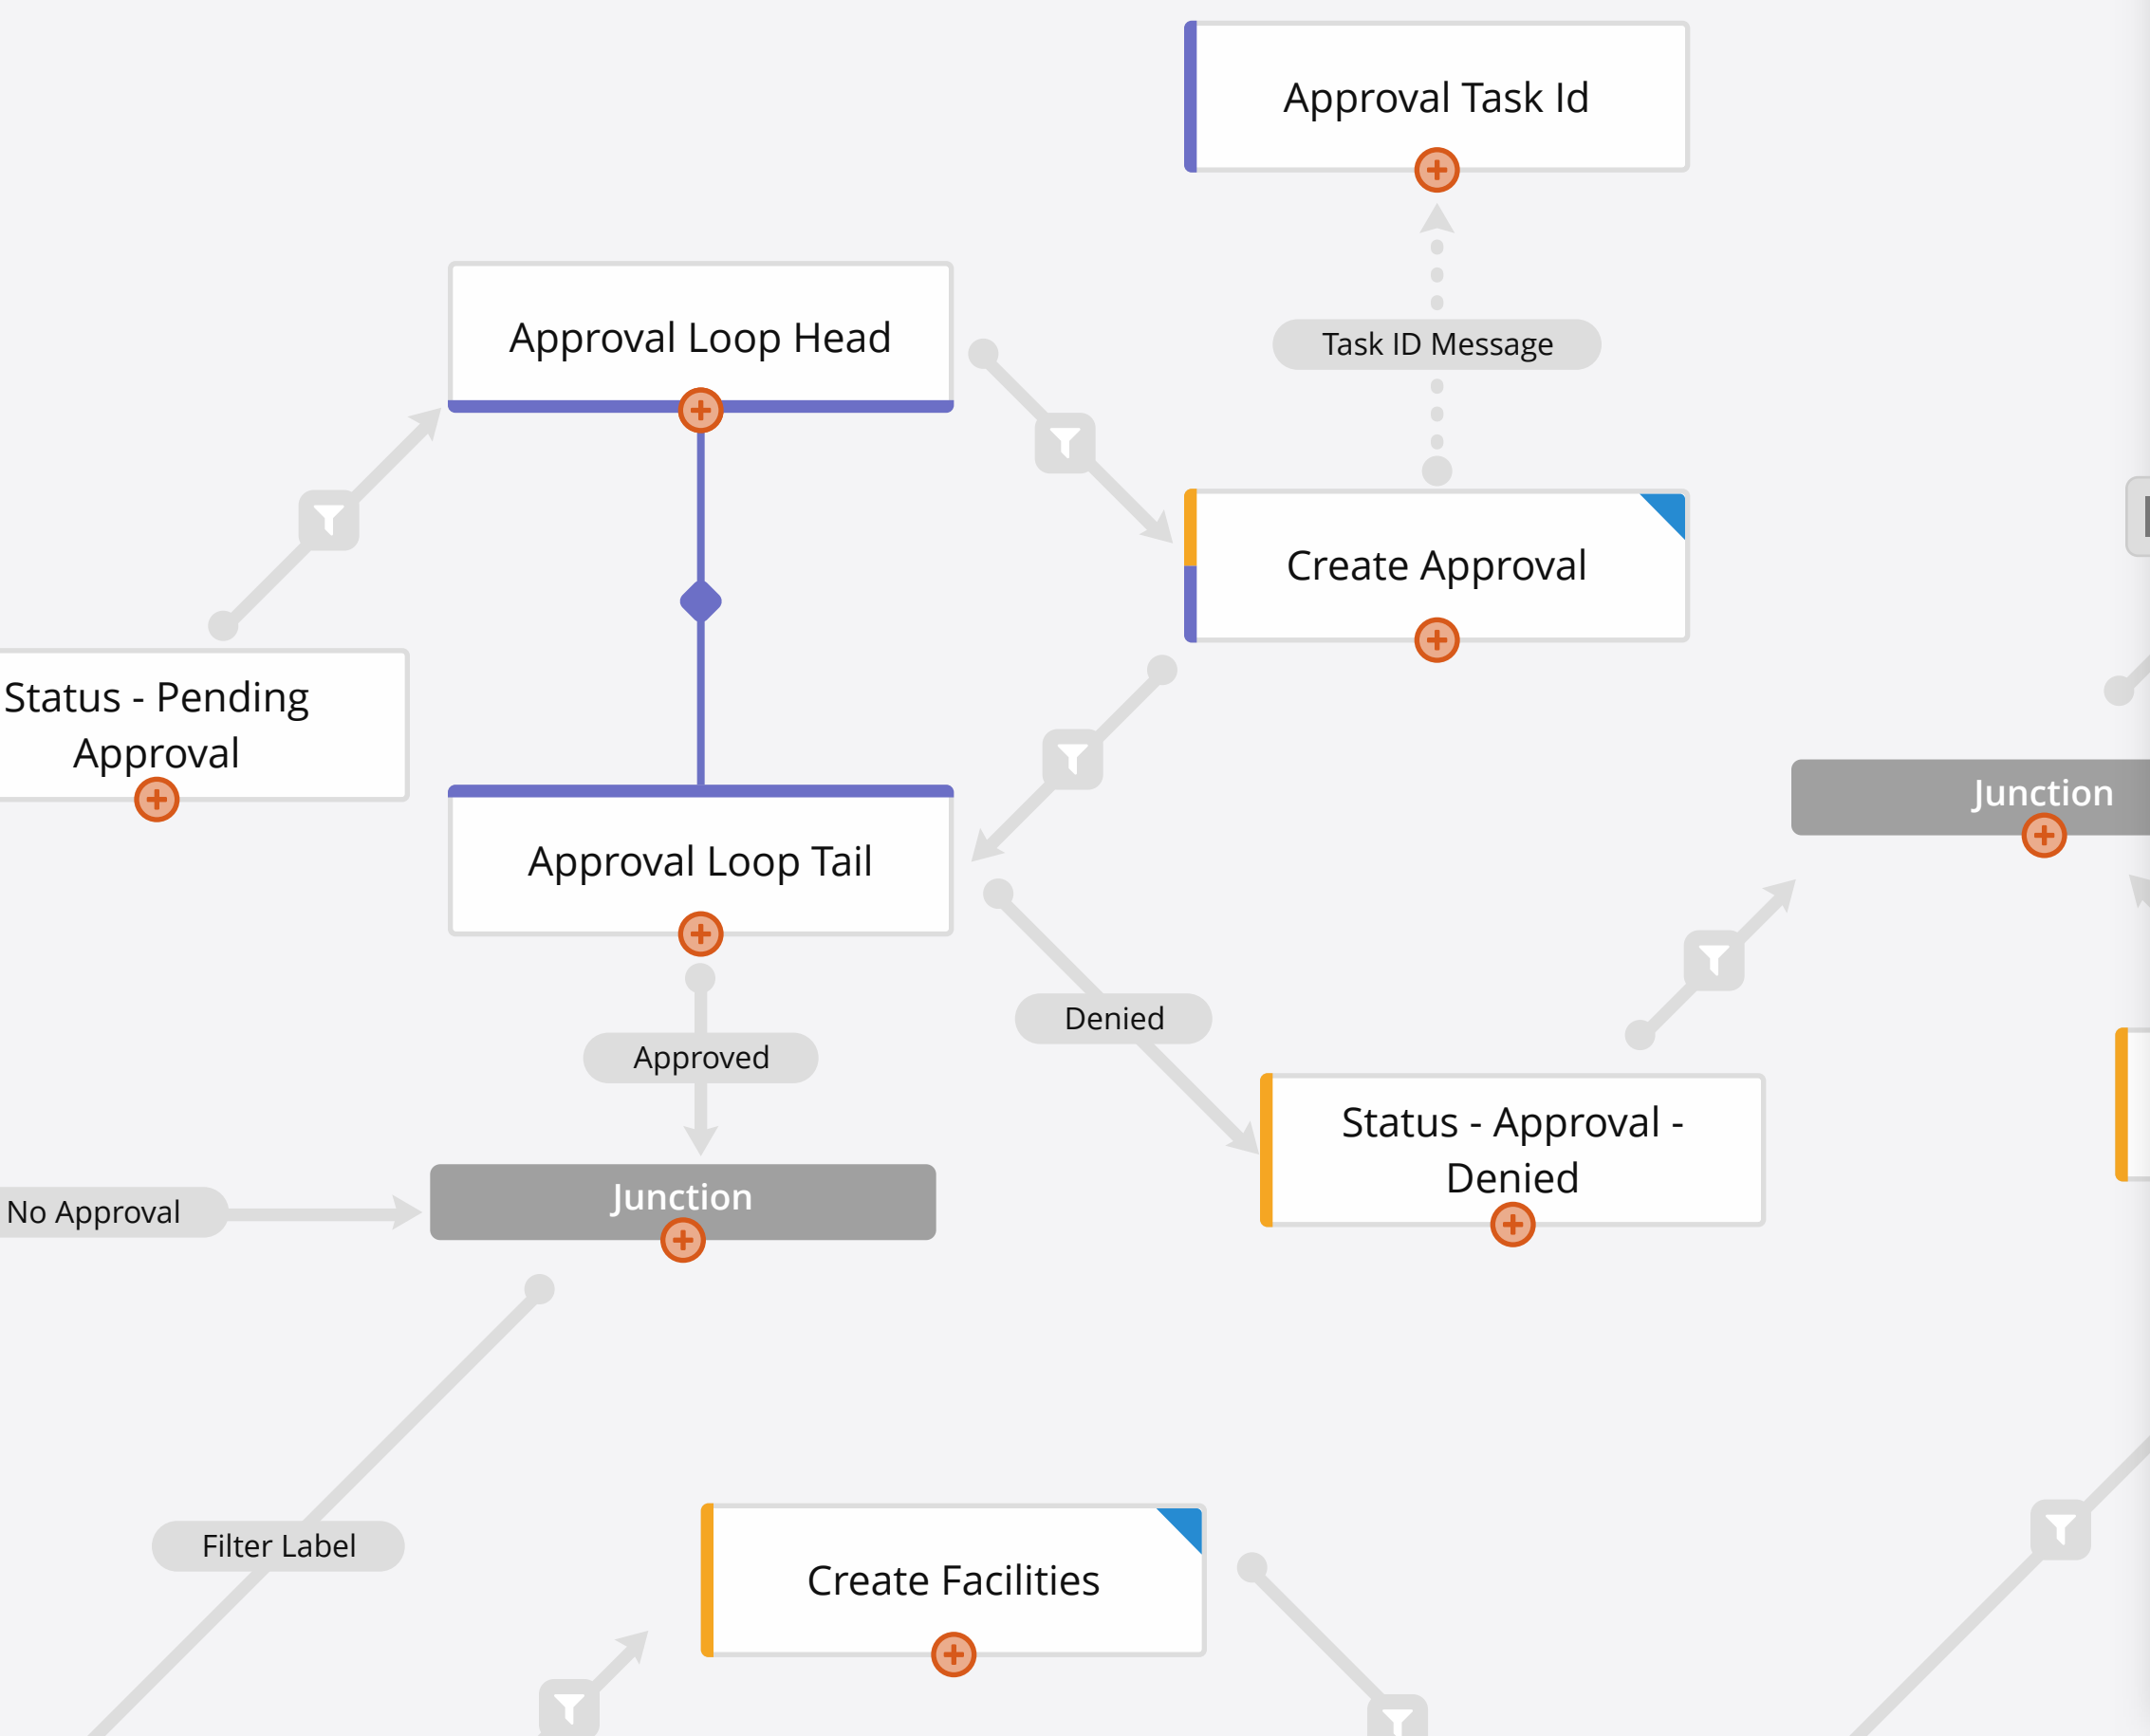 Approval Task Id
Approval Loop Head
Task ID Message
Create Approval
Status - Pending
Approval
Junction
Approval Loop Tail
Denied
Approved
Status - Approval -
Denied
Junction
No Approval
Filter Label
Create Facilities